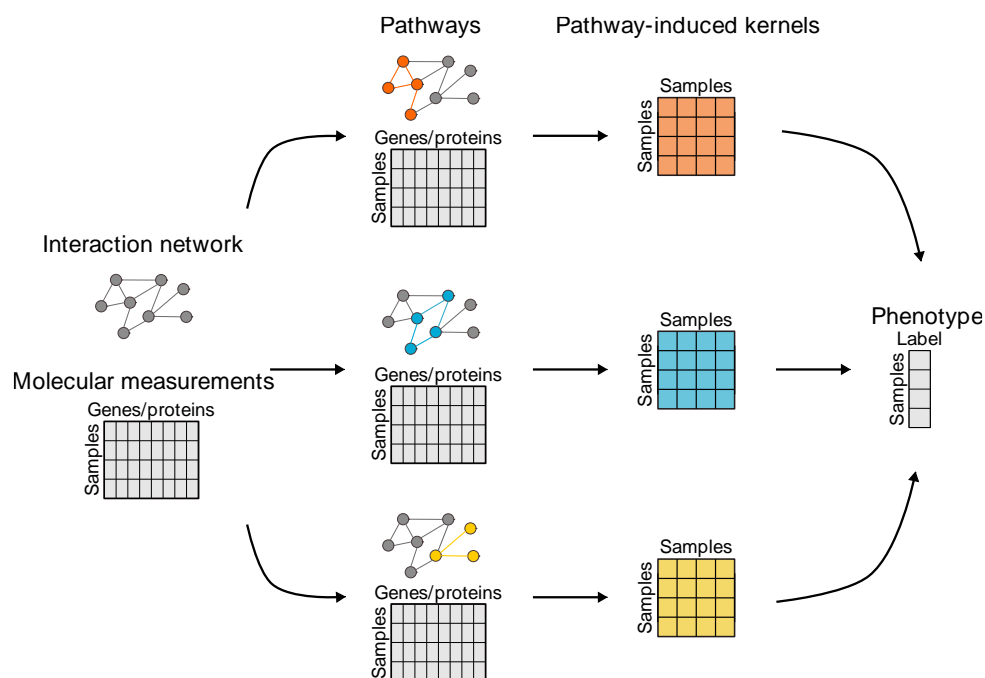 Pathways
Pathway-induced kernels
Genes/proteins
Samples
Samples
Samples
Interaction network
Molecular measurements
Genes/proteins
Samples
Genes/proteins
Samples
Samples
Samples
Phenotype
Label
Samples
Genes/proteins
Samples
Samples
Samples